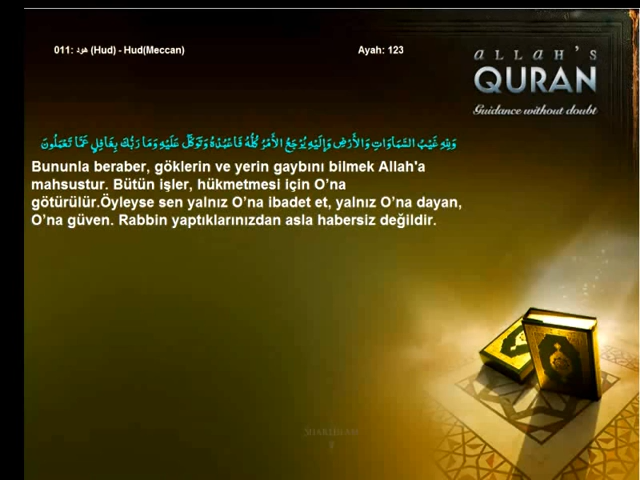 011: هود (Hud) - Hud(Meccan) Ayah: 123
ALLAH'S
QURAN
Guidance without doubt
وَلِلّهِ غَيْبُ السَّمَاوَاتِ وَالأَرْضِ وَإِلَيْهِ يُرْجَعُ الأَمْرُ كُلُّهُ فَاعْبُدْهُ وَتَوَكَّلْ عَلَيْهِ وَمَا رَبُّكَ بِغَافِلٍ عَمَّا تَعْمَلُونَ
Bununla beraber, göklerin ve yerin gaybını bilmek Allah'a
mahsustur. Bütün işler, hükmetmesi için O’na
götürülür.Öyleyse sen yalnız O’na ibadet et, yalnız O’na dayan,
O’na güven. Rabbin yaptıklarınızdan asla habersiz değildir.